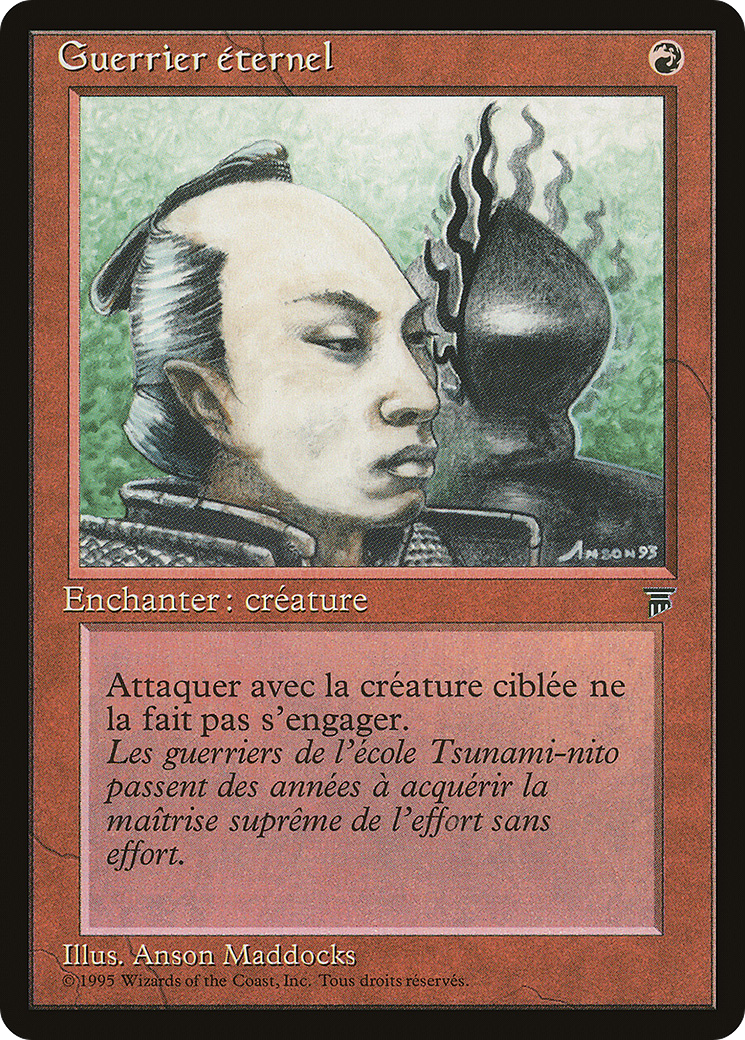 Guerrier éternel
ANSON 93
Enchanter : créature
Attaquer avec la créature ciblée ne
la fait pas s'engager.
Les guerriers de l'école Tsunami-nito
passent des années à acquérir la
maîtrise suprême de l'effort sans
effort.
Illus. Anson Maddocks
©1995 Wizards of the Coast, Inc. Tous droits réservés.